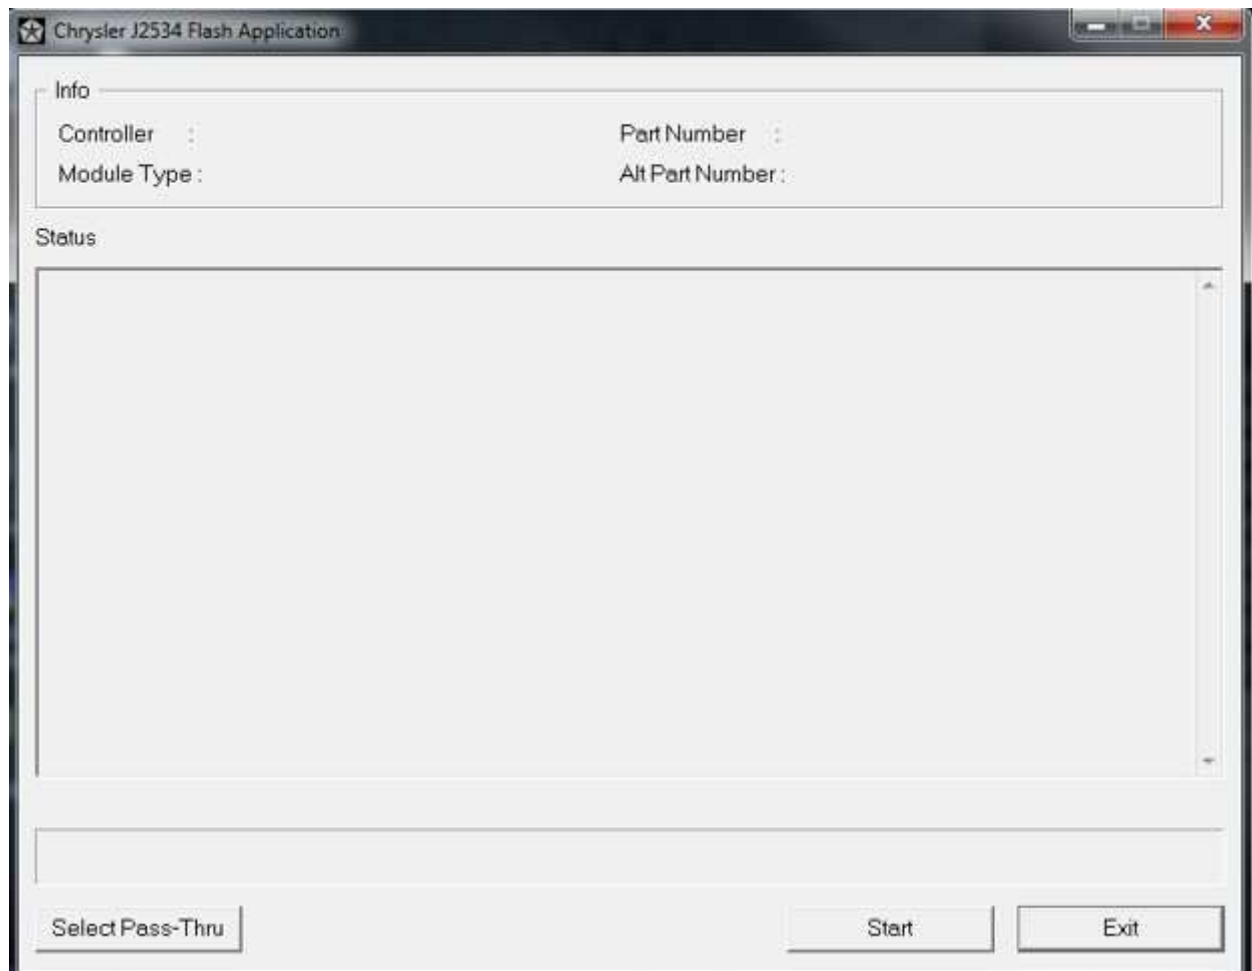 Chrysler J2534 Flash Application
Info
Controller : Part Number :
Module Type : Alt Part Number :
Status
Select Pass-Thru Start Exit